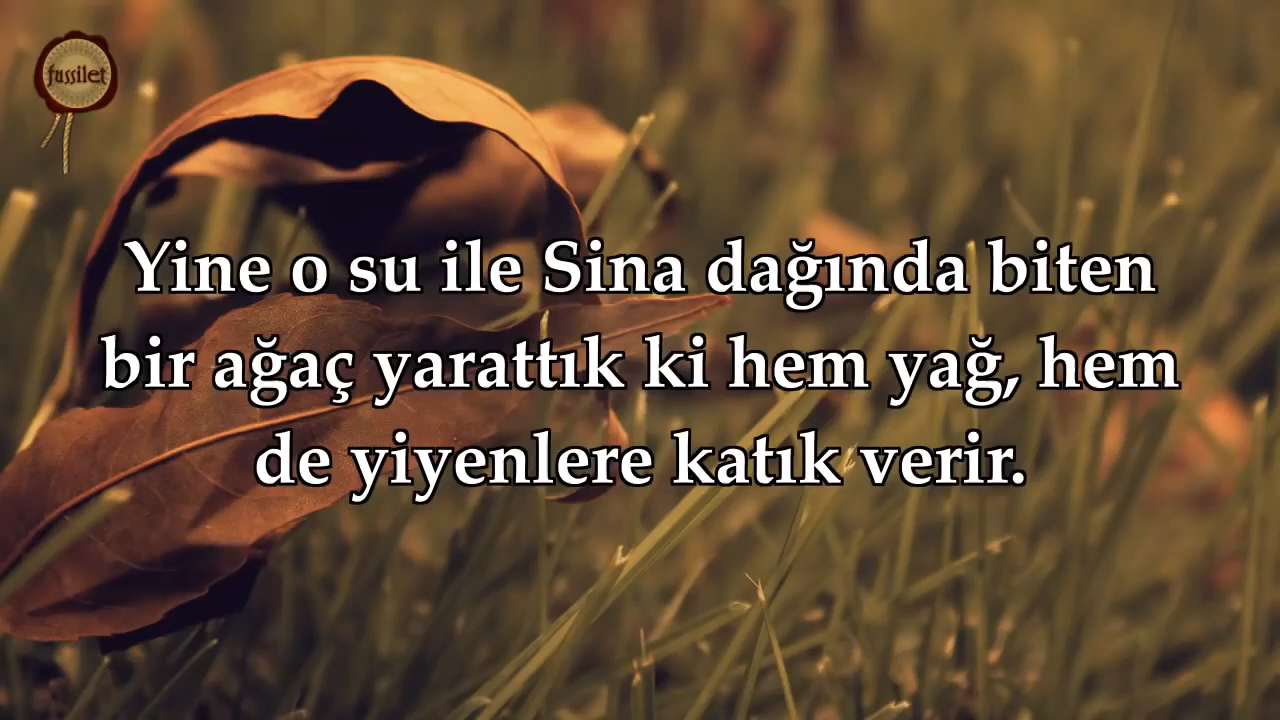 fussilet
Yine o su ile Sina dağında biten
bir ağaç yarattık ki hem yağ, hem
de yiyenlere katık verir.